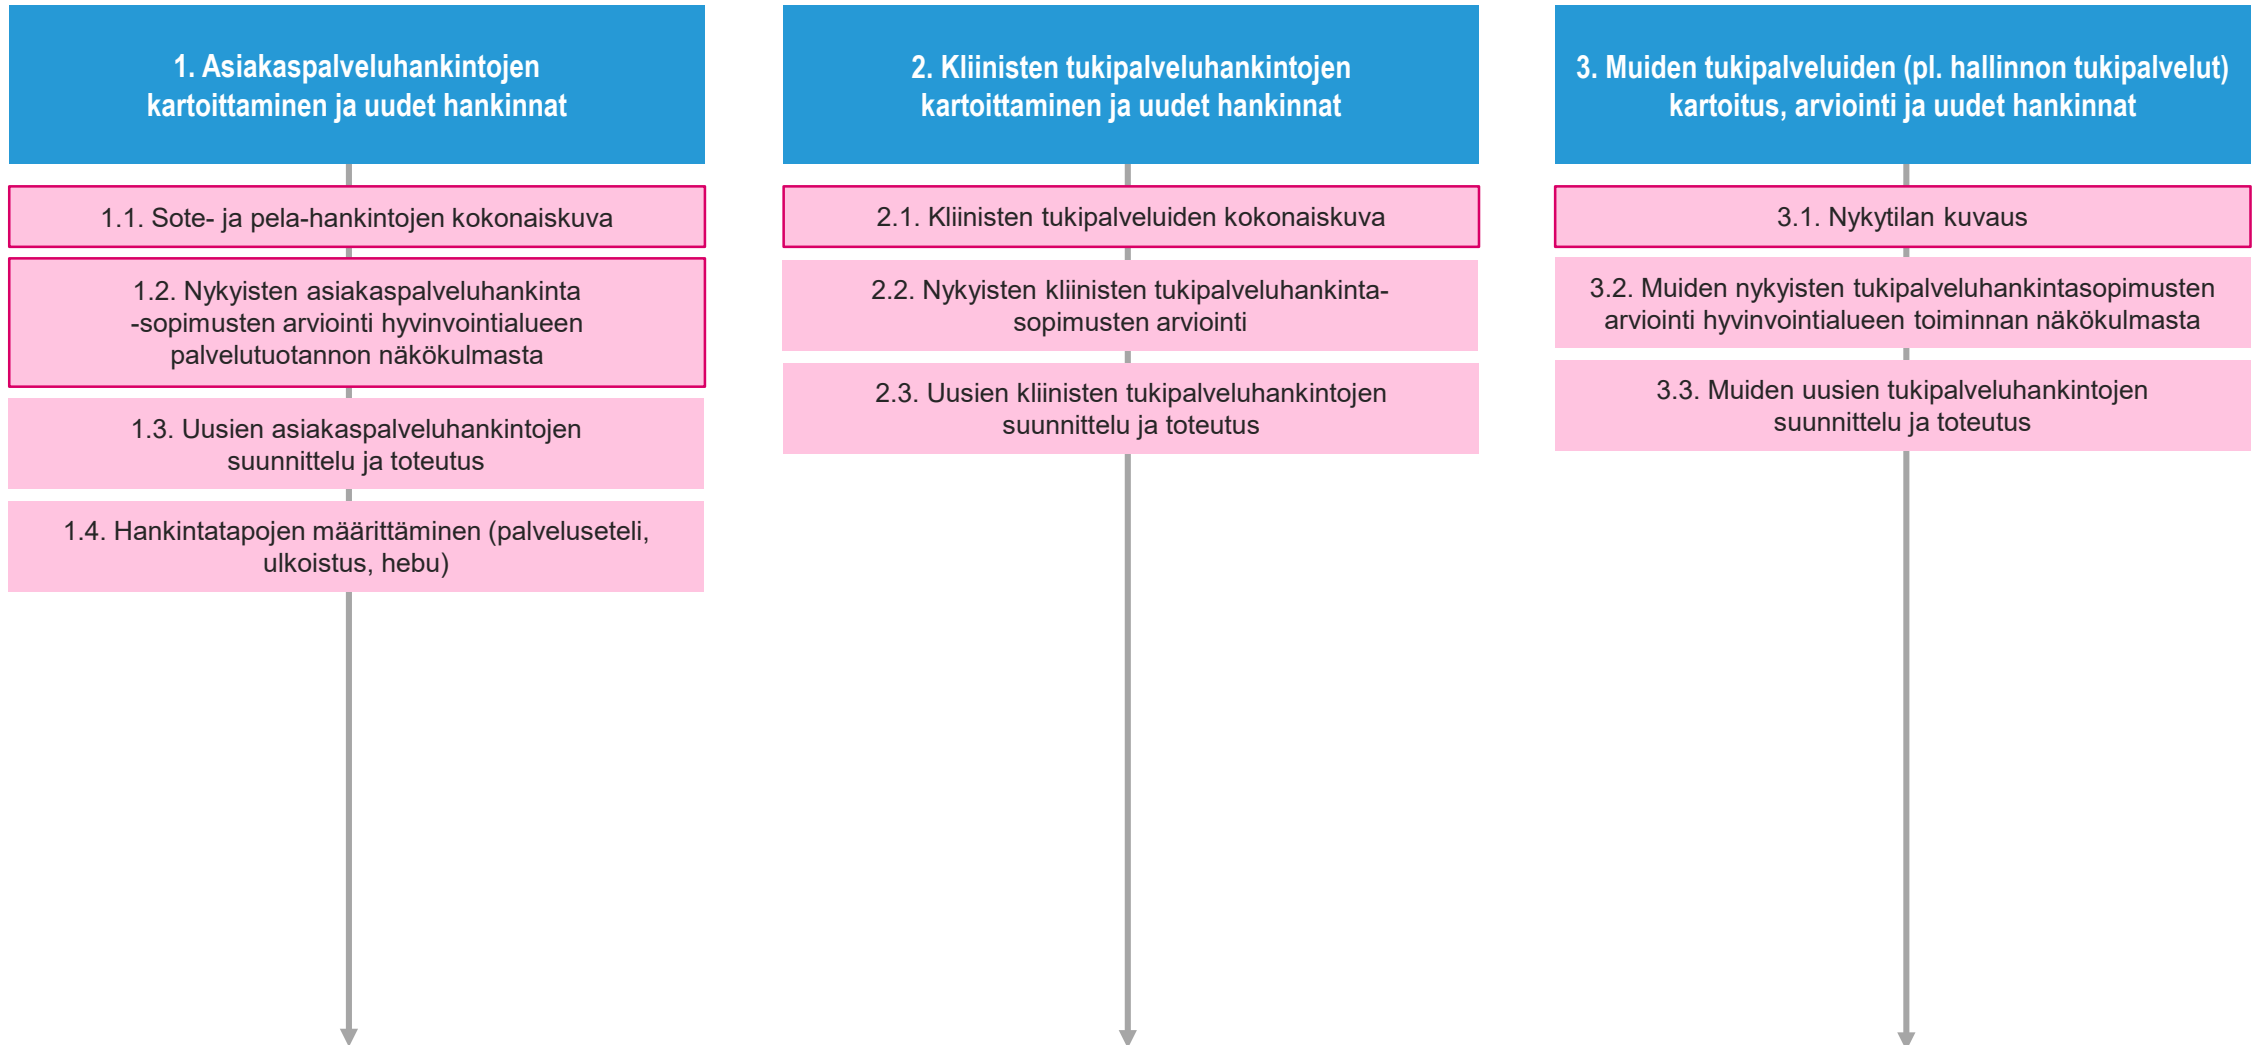 1. Asiakaspalveluhankintojen
kartoittaminen ja uudet hankinnat
1.1. Sote- ja pela-hankintojen kokonaiskuva
1.2. Nykyisten asiakaspalveluhankinta
-sopimusten arviointi hyvinvointialueen
palvelutuotannon näkökulmasta
1.3. Uusien asiakaspalveluhankintojen
suunnittelu ja toteutus
1.4. Hankintatapojen määrittäminen (palveluseteli,
ulkoistus, hebu)
2. Kliinisten tukipalveluhankintojen
kartoittaminen ja uudet hankinnat
2.1. Kliinisten tukipalveluiden kokonaiskuva
2.2. Nykyisten kliinisten tukipalveluhankinta-
sopimusten arviointi
2.3. Uusien kliinisten tukipalveluhankintojen
suunnittelu ja toteutus
3. Muiden tukipalveluiden (pl. hallinnon tukipalvelut)
kartoitus, arviointi ja uudet hankinnat
3.1. Nykytilan kuvaus
3.2. Muiden nykyisten tukipalveluhankintasopimusten
arviointi hyvinvointialueen toiminnan näkökulmasta
3.3. Muiden uusien tukipalveluhankintojen
suunnittelu ja toteutus